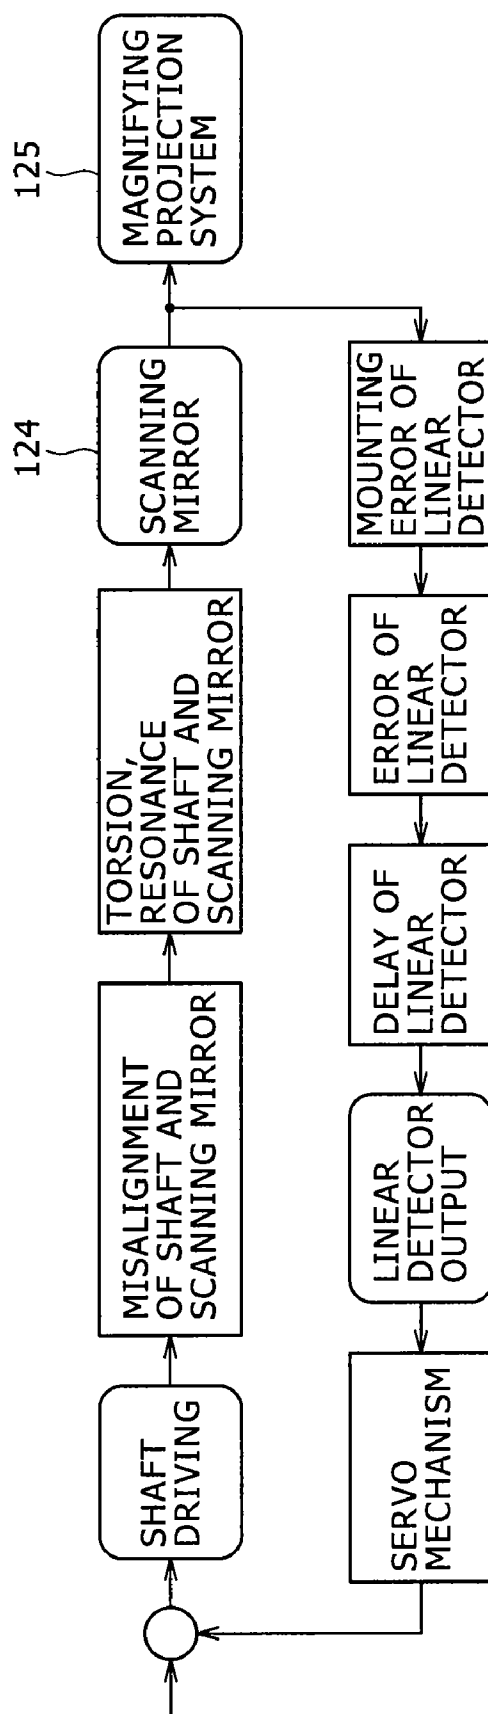 SHAFT
DRIVING
MISALIGNMENT
OF SHAFT AND
SCANNING MIRROR
TORSION,
RESONANCE
OF SHAFT AND
SCANNING MIRROR
124
SCANNING
MIRROR
125
MAGNIFYING
PROJECTION
SYSTEM
MOUNTING
ERROR OF
LINEAR
DETECTOR
ERROR OF
LINEAR
DETECTOR
DELAY OF
LINEAR
DETECTOR
LINEAR
DETECTOR
OUTPUT
SERVO
MECHANISM